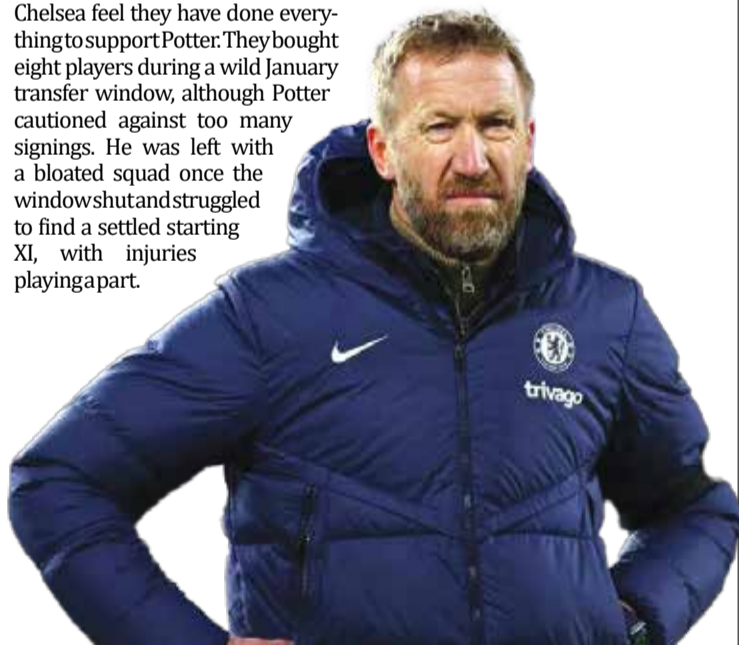 Chelsea feel they have done every-
thing to support Potter. They bought
eight players during a wild January
transfer window, although Potter
cautioned against too many
signings. He was left with
a bloated squad once the
window shut and struggled
to find a settled starting
XI, with injuries
playing a part.
trivago